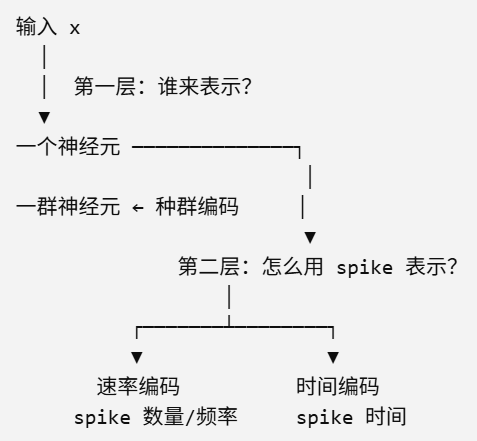 输入 x
第一层：谁来表示？
一个神经元
一群神经元 ← 种群编码
第二层：怎么用 spike 表示？
速率编码 时间编码
spike 数量/频率 spike 时间